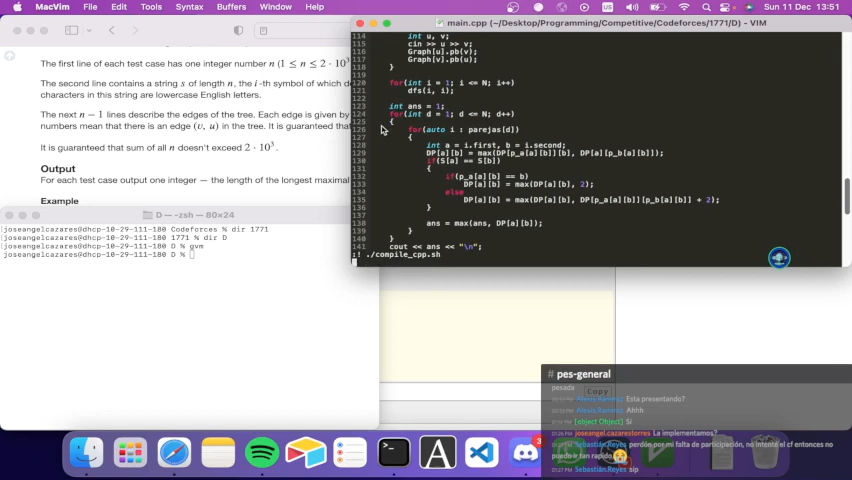 MacVim File Edit Tools Syntax Buffers Window Help
US Sun 11 Dec 13:51
main.cpp (~/Desktop/Programming/Competitive/Codeforces/1771/D) - VIM
The first line of each test case has one integer number n (1 ≤ n ≤ 2 · 10³
The second line contains a string s of length n, the i-th symbol of which d
characters in this string are lowercase English letters.
The next n − 1 lines describe the edges of the tree. Each edge is given by
numbers mean that there is an edge (v, u) in the tree. It is guaranteed that
It is guaranteed that sum of all n doesn't exceed 2 · 10³.
Output
For each test case output one integer — the length of the longest maximal
Example
114 int u, v;
115 cin >> u >> v;
116 Graph[u].pb(v);
117 Graph[v].pb(u);
118 }
119
120 for(int i = 1; i <= N; i++)
121 dfs(i, i);
122
123 int ans = 1;
124 for(int d = 1; d <= N; d++)
125 {
126 for(auto i : parejas[d])
127 {
128 int a = i.first, b = i.second;
129 DP[a][b] = max(DP[p_a[a][b]][b], DP[a][p_b[a][b]]);
130 if(S[a] == S[b])
131 {
132 if(p_a[a][b] == b)
133 DP[a][b] = max(DP[a][b], 2);
134 else
135 DP[a][b] = max(DP[a][b], DP[p_a[a][b]][p_b[a][b]] + 2);
136 }
137
138 ans = max(ans, DP[a][b]);
139 }
140 }
141 cout << ans << "\n";
:! ./compile_cpp.sh
D — -zsh — 80×24
[joseangelcazares@dhcp-10-29-111-180 Codeforces % dir 1771
[joseangelcazares@dhcp-10-29-111-180 1771 % dir D
[joseangelcazares@dhcp-10-29-111-180 D % gvm
joseangelcazares@dhcp-10-29-111-180 D %
Copy
# pes-general
pesada
Alexis.Ramirez Esta presentando?
Alexis.Ramirez Ahhh
[object Object] Si
01:26 PM joseangel.cazarestorres La implementamos?
01:27 PM Sebastián.Reyes perdón por mi falta de participación, no intente el cf entonces no
puedo ir tan rapido
01:27 PM Sebastián.Reyes sip
3